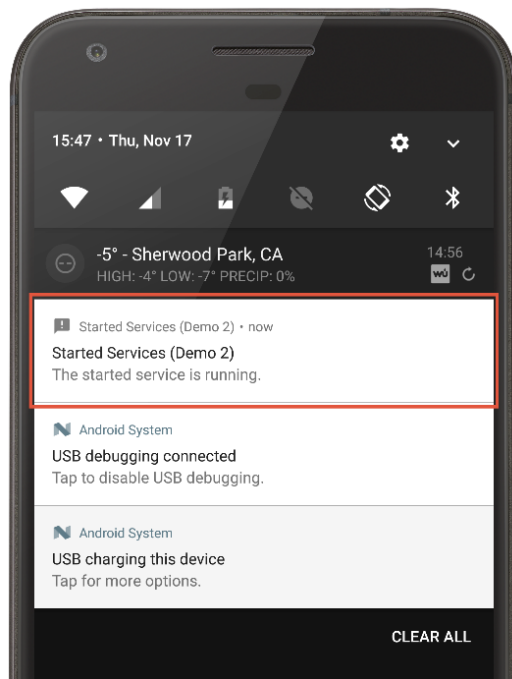 15:47 • Thu, Nov 17
-5° - Sherwood Park, CA
14:56
HIGH: -4° LOW: -7° PRECIP: 0%
wu
Started Services (Demo 2) • now
Started Services (Demo 2)
The started service is running.
Android System
USB debugging connected
Tap to disable USB debugging.
Android System
USB charging this device
Tap for more options.
CLEAR ALL